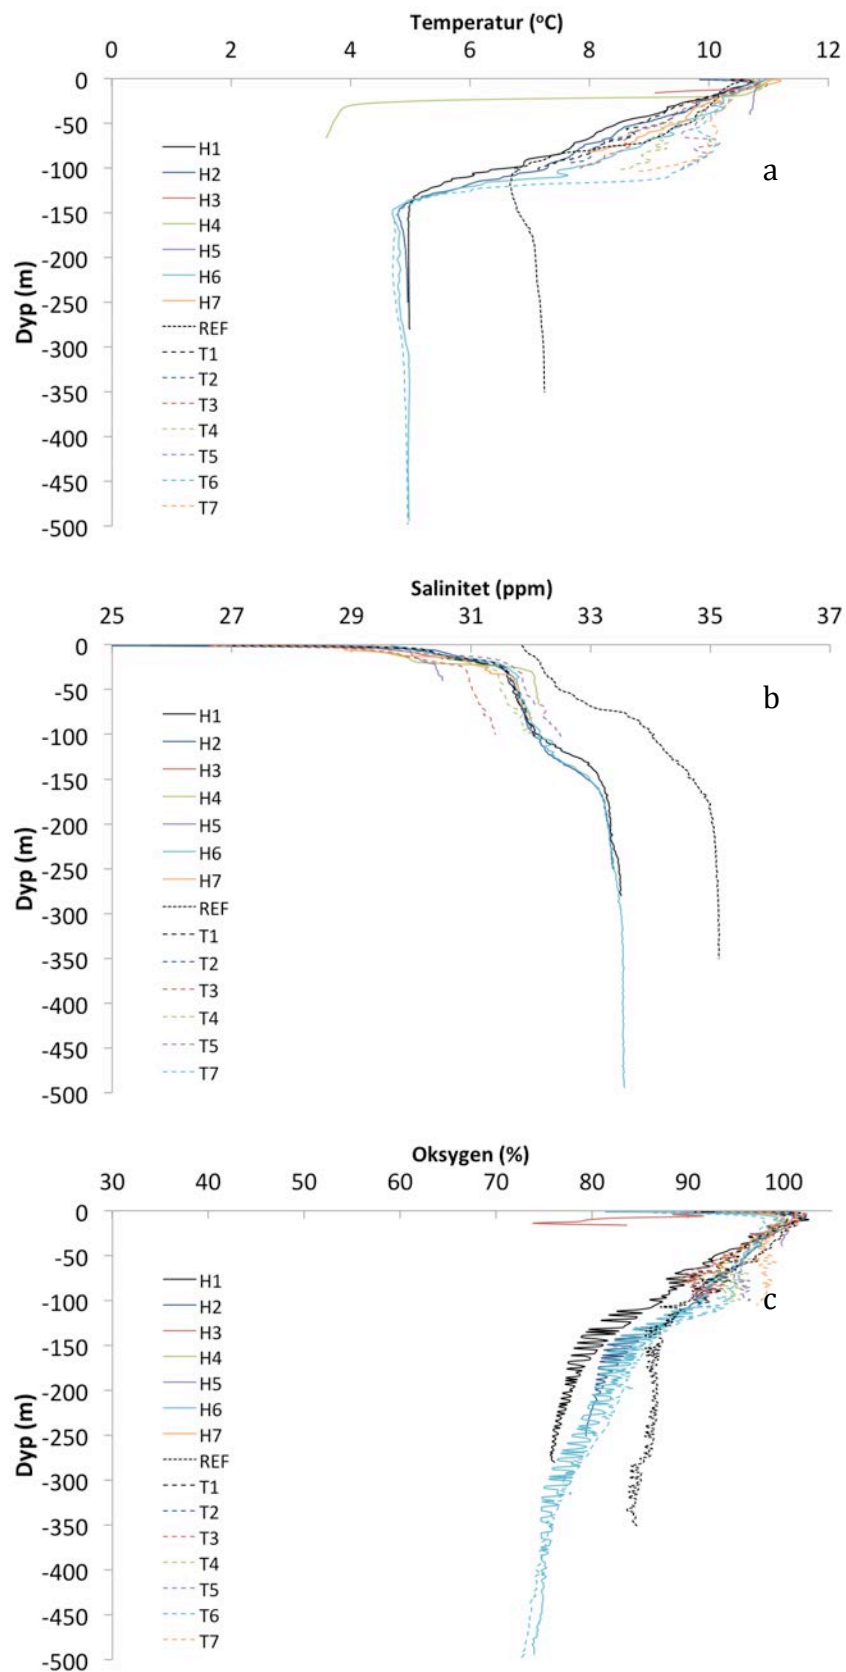 Temperatur (ºC)
0 2 4 6 8 10 12
0
-50
-100
-150
-200
-250
-300
-350
-400
-450
-500
Dyp (m)
H1
H2
H3
H4
H5
H6
H7
REF
T1
T2
T3
T4
T5
T6
T7
a
Salinitet (ppm)
25 27 29 31 33 35 37
0
-50
-100
-150
-200
-250
-300
-350
-400
-450
-500
Dyp (m)
H1
H2
H3
H4
H5
H6
H7
REF
T1
T2
T3
T4
T5
T7
b
Oksygen (%)
30 40 50 60 70 80 90 100
0
-50
-100
-150
-200
-250
-300
-350
-400
-450
-500
Dyp (m)
H1
H2
H3
H4
H5
H6
H7
REF
T1
T2
T3
T4
T5
T6
T7
c